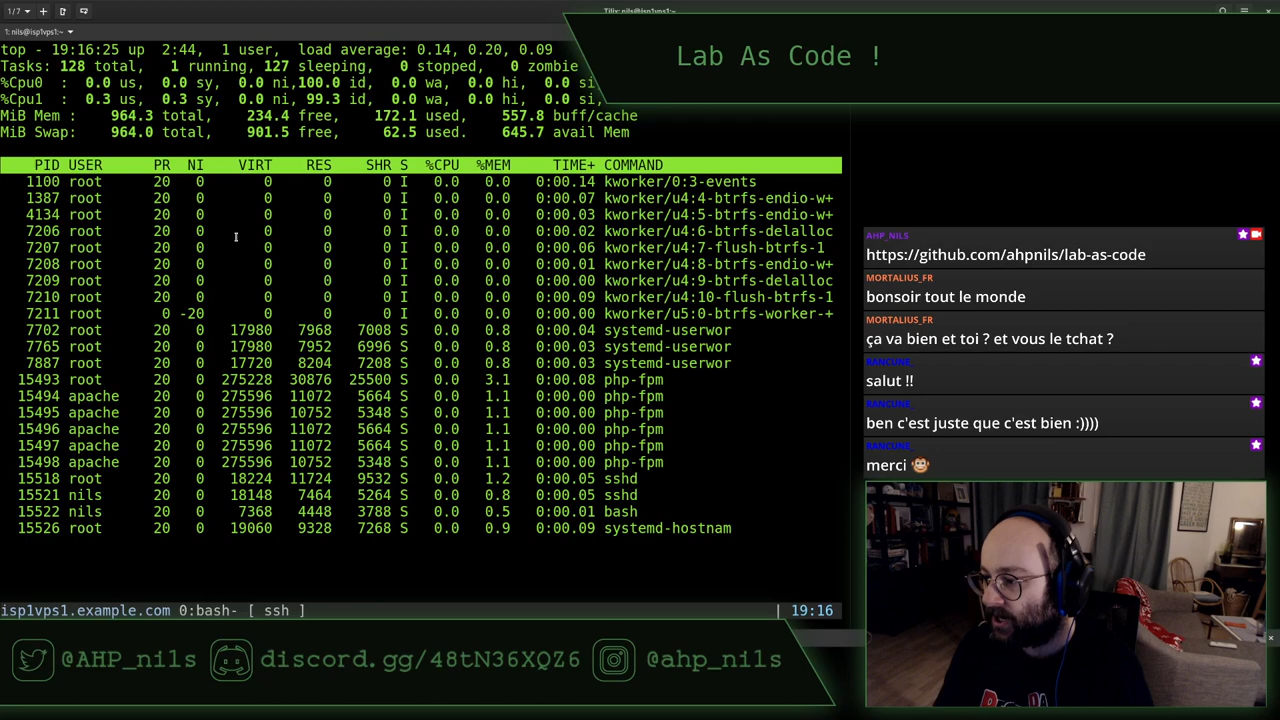 1/7
Tilix: nils@isp1vps1:~
1: nils@isp1vps1:~
Lab As Code !
top - 19:16:25 up  2:44,  1 user,  load average: 0.14, 0.20, 0.09
Tasks: 128 total,   1 running, 127 sleeping,   0 stopped,   0 zombie
%Cpu0  :  0.0 us,  0.0 sy,  0.0 ni,100.0 id,  0.0 wa,  0.0 hi,  0.0 si,
%Cpu1  :  0.3 us,  0.3 sy,  0.0 ni, 99.3 id,  0.0 wa,  0.0 hi,  0.0 si,
MiB Mem :    964.3 total,    234.4 free,    172.1 used,    557.8 buff/cache
MiB Swap:    964.0 total,    901.5 free,     62.5 used.    645.7 avail Mem
PID USER PR NI VIRT RES SHR S %CPU %MEM TIME+ COMMAND
1100 root 20 0 0 0 0 I 0.0 0.0 0:00.14 kworker/0:3-events
1387 root 20 0 0 0 0 I 0.0 0.0 0:00.07 kworker/u4:4-btrfs-endio-w+
4134 root 20 0 0 0 0 I 0.0 0.0 0:00.03 kworker/u4:5-btrfs-endio-w+
7206 root 20 0 0 0 0 I 0.0 0.0 0:00.02 kworker/u4:6-btrfs-delalloc
7207 root 20 0 0 0 0 I 0.0 0.0 0:00.06 kworker/u4:7-flush-btrfs-1
7208 root 20 0 0 0 0 I 0.0 0.0 0:00.01 kworker/u4:8-btrfs-endio-w+
7209 root 20 0 0 0 0 I 0.0 0.0 0:00.00 kworker/u4:9-btrfs-delalloc
7210 root 20 0 0 0 0 I 0.0 0.0 0:00.09 kworker/u4:10-flush-btrfs-1
7211 root 0 -20 0 0 0 I 0.0 0.0 0:00.00 kworker/u5:0-btrfs-worker-+
7702 root 20 0 17980 7968 7008 S 0.0 0.8 0:00.04 systemd-userwor
7765 root 20 0 17980 7952 6996 S 0.0 0.8 0:00.03 systemd-userwor
7887 root 20 0 17720 8204 7208 S 0.0 0.8 0:00.03 systemd-userwor
15493 root 20 0 275228 30876 25500 S 0.0 3.1 0:00.08 php-fpm
15494 apache 20 0 275596 11072 5664 S 0.0 1.1 0:00.00 php-fpm
15495 apache 20 0 275596 10752 5348 S 0.0 1.1 0:00.00 php-fpm
15496 apache 20 0 275596 11072 5664 S 0.0 1.1 0:00.00 php-fpm
15497 apache 20 0 275596 11072 5664 S 0.0 1.1 0:00.00 php-fpm
15498 apache 20 0 275596 10752 5348 S 0.0 1.1 0:00.00 php-fpm
15518 root 20 0 18224 11724 9532 S 0.0 1.2 0:00.05 sshd
15521 nils 20 0 18148 7464 5264 S 0.0 0.8 0:00.05 sshd
15522 nils 20 0 7368 4448 3788 S 0.0 0.5 0:00.01 bash
15526 root 20 0 19060 9328 7268 S 0.0 0.9 0:00.09 systemd-hostnam
isp1vps1.example.com 0:bash- [ ssh ] | 19:16
AHP_NILS
https://github.com/ahpnils/lab-as-code
MORTALIUS_FR
bonsoir tout le monde
MORTALIUS_FR
ça va bien et toi ? et vous le tchat ?
RANCUNE_
salut !!
RANCUNE_
ben c'est juste que c'est bien :))))
RANCUNE_
merci
@AHP_nils discord.gg/48tN36XQZ6 @ahp_nils